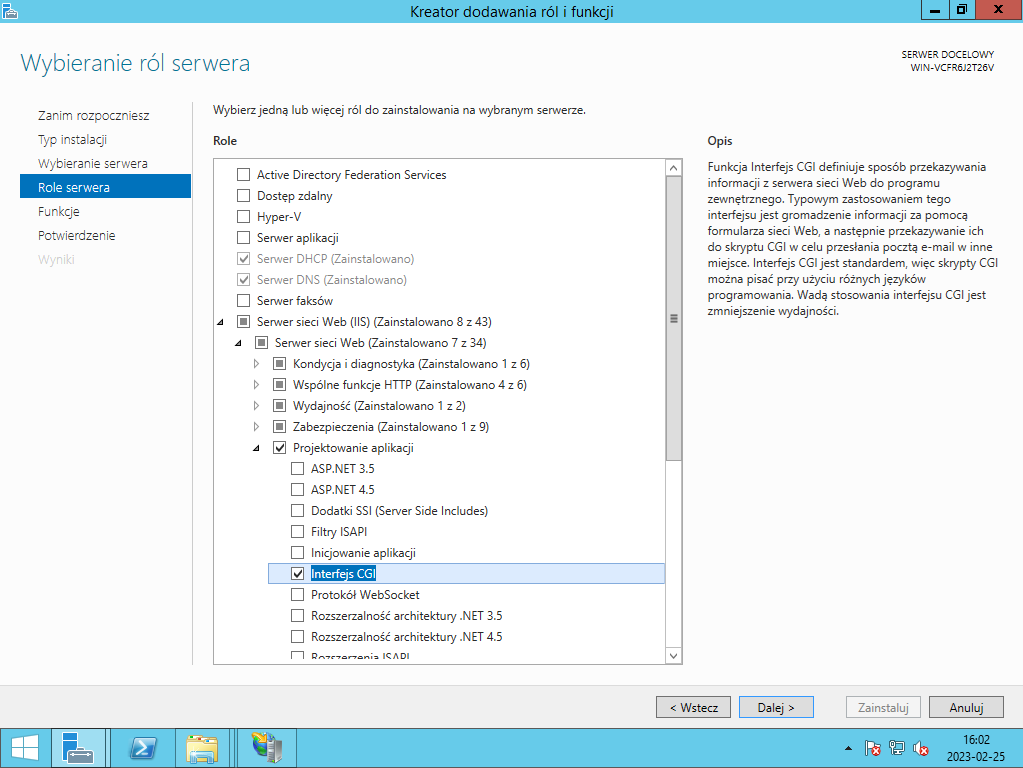 Kreator dodawania ról i funkcji
Wybieranie ról serwera
SERWER DOCELOWY
WIN-VCFR6J2T26V
Zanim rozpoczniesz
Typ instalacji
Wybieranie serwera
Role serwera
Funkcje
Potwierdzenie
Wyniki
Wybierz jedną lub więcej ról do zainstalowania na wybranym serwerze.
Role
Active Directory Federation Services
Dostęp zdalny
Hyper-V
Serwer aplikacji
Serwer DHCP (Zainstalowano)
Serwer DNS (Zainstalowano)
Serwer faksów
Serwer sieci Web (IIS) (Zainstalowano 8 z 43)
Serwer sieci Web (Zainstalowano 7 z 34)
Kondycja i diagnostyka (Zainstalowano 1 z 6)
Wspólne funkcje HTTP (Zainstalowano 4 z 6)
Wydajność (Zainstalowano 1 z 2)
Zabezpieczenia (Zainstalowano 1 z 9)
Projektowanie aplikacji
ASP.NET 3.5
ASP.NET 4.5
Dodatki SSI (Server Side Includes)
Filtry ISAPI
Inicjowanie aplikacji
Interfejs CGI
Protokół WebSocket
Rozszerzalność architektury .NET 3.5
Rozszerzalność architektury .NET 4.5
Rozszerzenia ISAPI
Opis
Funkcja Interfejs CGI definiuje sposób przekazywania
informacji z serwera sieci Web do programu
zewnętrznego. Typowym zastosowaniem tego
interfejsu jest gromadzenie informacji za pomocą
formularza sieci Web, a następnie przekazywanie ich
do skryptu CGI w celu przesłania pocztą e-mail w inne
miejsce. Interfejs CGI jest standardem, więc skrypty CGI
można pisać przy użyciu różnych języków
programowania. Wadą stosowania interfejsu CGI jest
zmniejszenie wydajności.
< Wstecz
Dalej >
Zainstaluj
Anuluj
16:02
2023-02-25